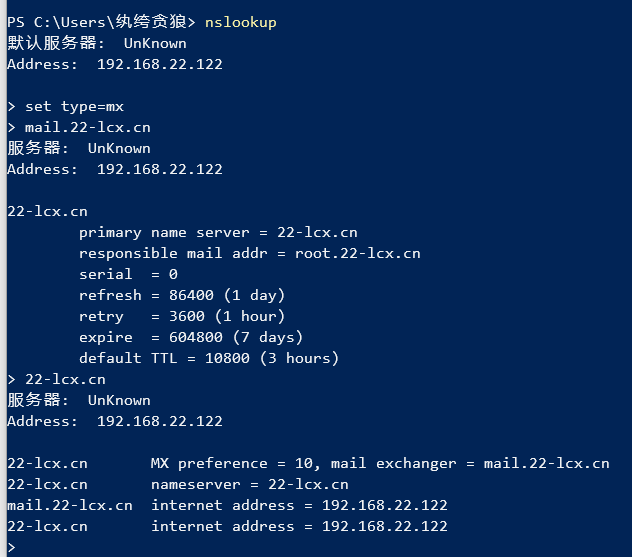 PS C:\Users\纨绔贪狼> nslookup
默认服务器:  UnKnown
Address:  192.168.22.122
> set type=mx
> mail.22-lcx.cn
服务器:  UnKnown
Address:  192.168.22.122
22-lcx.cn
primary name server = 22-lcx.cn
responsible mail addr = root.22-lcx.cn
serial  = 0
refresh = 86400 (1 day)
retry   = 3600 (1 hour)
expire  = 604800 (7 days)
default TTL = 10800 (3 hours)
> 22-lcx.cn
服务器:  UnKnown
Address:  192.168.22.122
22-lcx.cn       MX preference = 10, mail exchanger = mail.22-lcx.cn
22-lcx.cn       nameserver = 22-lcx.cn
mail.22-lcx.cn  internet address = 192.168.22.122
22-lcx.cn       internet address = 192.168.22.122
>